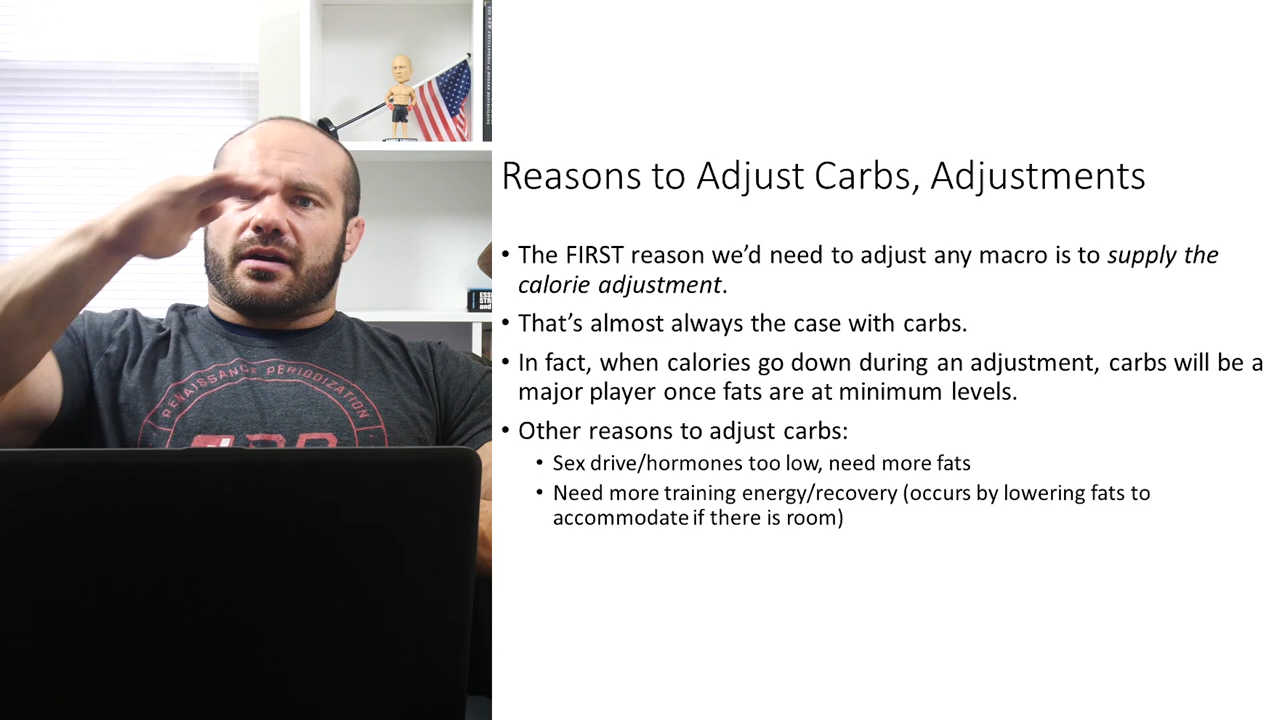 RENAISSANCE PERIODIZATION
Reasons to Adjust Carbs, Adjustments
• The FIRST reason we’d need to adjust any macro is to supply the
calorie adjustment.
• That’s almost always the case with carbs.
• In fact, when calories go down during an adjustment, carbs will be a
major player once fats are at minimum levels.
• Other reasons to adjust carbs:
• Sex drive/hormones too low, need more fats
• Need more training energy/recovery (occurs by lowering fats to
accommodate if there is room)